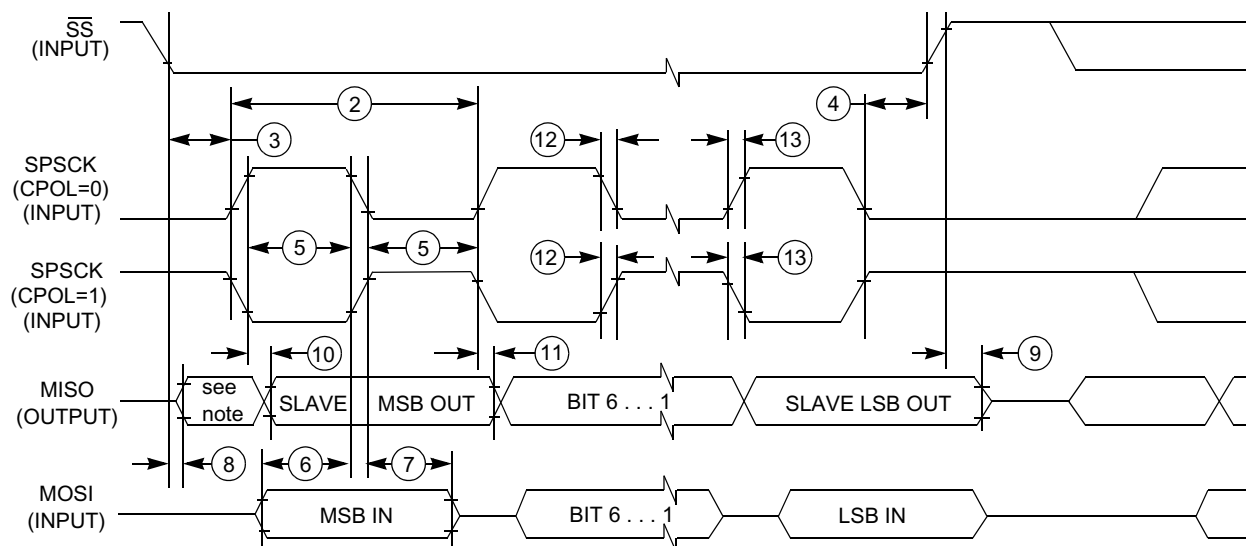 SS
(INPUT)
2
4
3
12
13
SPSCK
(CPOL=0)
(INPUT)
5
5
12
13
SPSCK
(CPOL=1)
(INPUT)
10
11
9
MISO
(OUTPUT)
see
note
SLAVE
MSB OUT
BIT 6 . . . 1
SLAVE LSB OUT
8
6
7
MOSI
(INPUT)
MSB IN
BIT 6 . . . 1
LSB IN